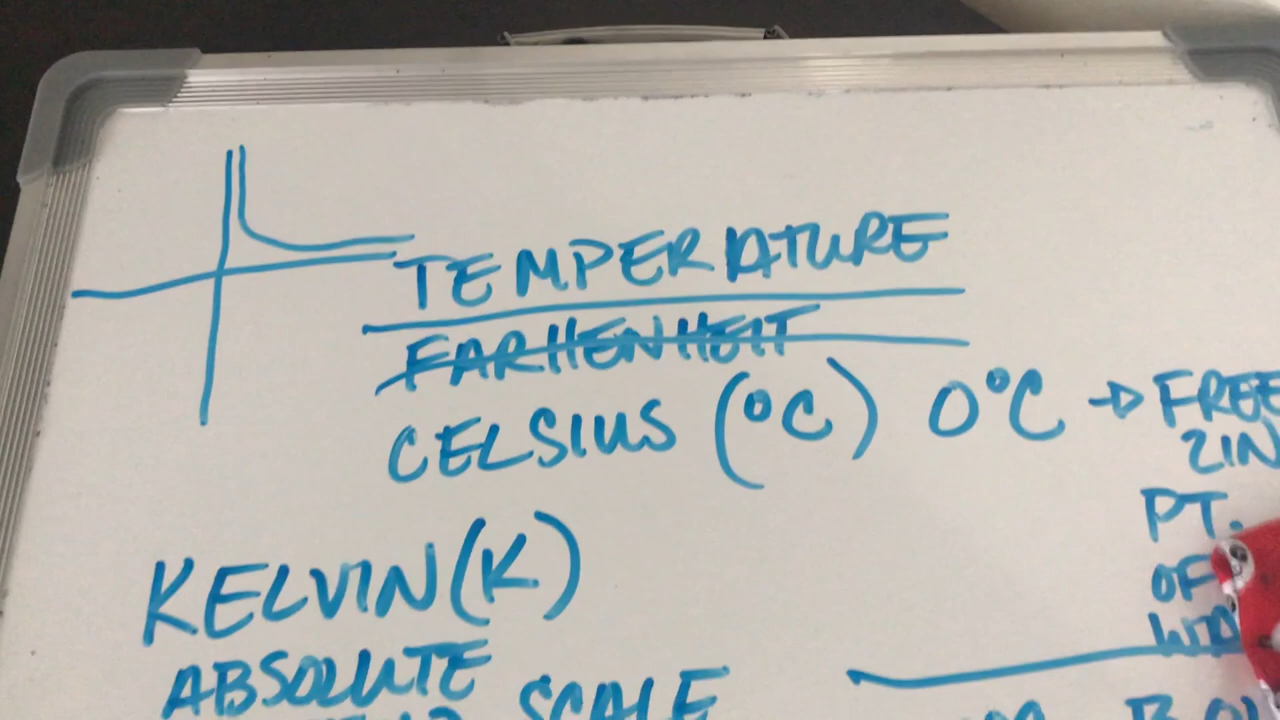 TEMPERATURE
FARHENHEIT
CELSIUS (°C) 0°C → FREE
ZIN
PT.
OF
KELVIN (K)
ABSOLUTE
SCALE